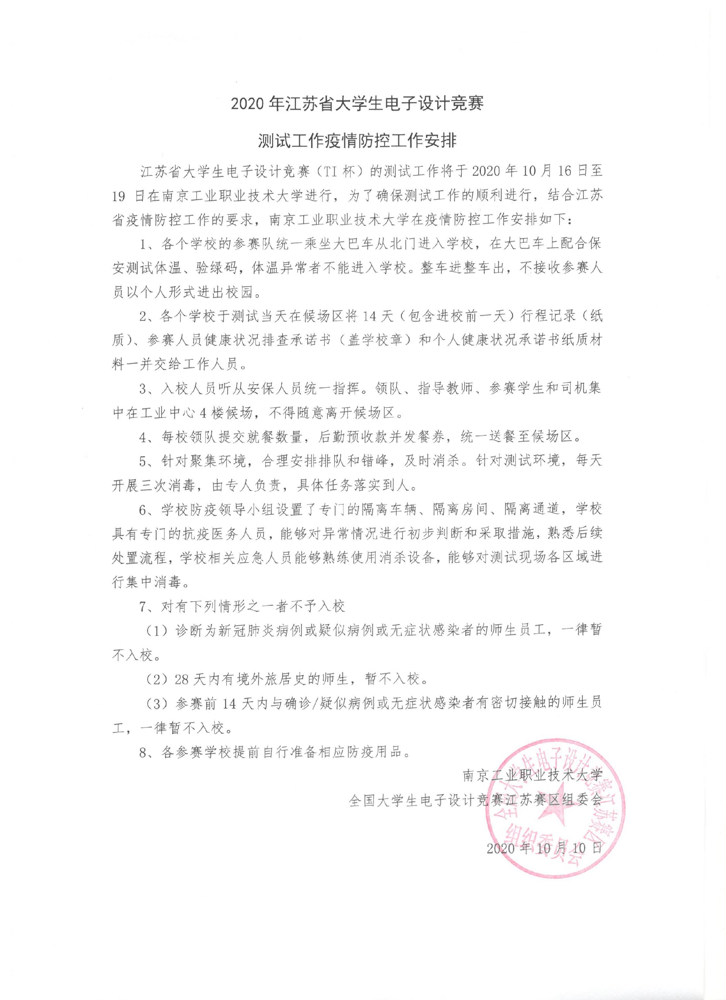 2020 年江苏省大学生电子设计竞赛
测试工作疫情防控工作安排
江苏省大学生电子设计竞赛（TI 杯）的测试工作将于 2020 年 10 月 16 日至
19 日在南京工业职业技术大学进行，为了确保测试工作的顺利进行，结合江苏
省疫情防控工作的要求，南京工业职业技术大学在疫情防控工作安排如下：
1、各个学校的参赛队统一乘坐大巴车从北门进入学校，在大巴车上配合保
安测试体温、验绿码，体温异常者不能进入学校。整车进整车出，不接收参赛人
员以个人形式进出校园。
2、各个学校于测试当天在候场区将 14 天（包含进校前一天）行程记录（纸
质）、参赛人员健康状况排查承诺书（盖学校章）和个人健康状况承诺书纸质材
料一并交给工作人员。
3、入校人员听从安保人员统一指挥。领队、指导教师、参赛学生和司机集
中在工业中心 4 楼候场，不得随意离开候场区。
4、每校领队提交就餐数量，后勤预收款并发餐券，统一送餐至候场区。
5、针对聚集环境，合理安排排队和错峰，及时消杀。针对测试环境，每天
开展三次消毒，由专人负责，具体任务落实到人。
6、学校防疫领导小组设置了专门的隔离车辆、隔离房间、隔离通道，学校
具有专门的抗疫医务人员，能够对异常情况进行初步判断和采取措施，熟悉后续
处置流程，学校相关应急人员能够熟练使用消杀设备，能够对测试现场各区域进
行集中消毒。
7、对有下列情形之一者不予入校
（1）诊断为新冠肺炎病例或疑似病例或无症状感染者的师生员工，一律暂
不入校。
（2）28 天内有境外旅居史的师生，暂不入校。
（3）参赛前 14 天内与确诊/疑似病例或无症状感染者有密切接触的师生员
工，一律暂不入校。
8、各参赛学校提前自行准备相应防疫用品。
南京工业职业技术大学
全国大学生电子设计竞赛江苏赛区组委会
2020 年 10 月 10 日
全国大学生电子设计竞赛江苏赛区
组织委员会